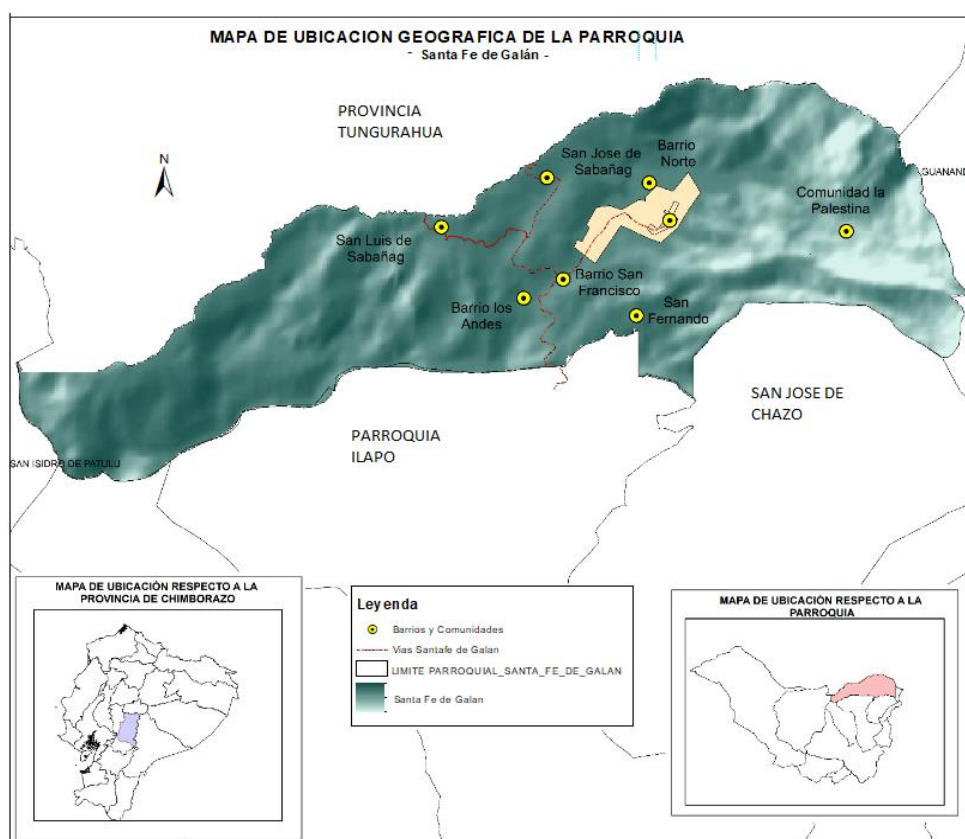 MAPA DE UBICACION GEOGRAFICA DE LA PARROQUIA
- Santa Fe de Galán -
PROVINCIA
TUNGURAHUA
N
San Jose de
Sabañag
Barrio
Norte
GUANAND
Comunidad la
Palestina
San Luis de
Sabañag
Barrio San
Francisco
Barrio los
Andes
San
Fernando
SAN JOSE DE
CHAZO
PARROQUIA
ILAPO
SAN ISIDRO DE PATULU
MAPA DE UBICACIÓN RESPECTO A LA
PROVINCIA DE CHIMBORAZO
Leyenda
Barrios y Comunidades
Vias Santafe de Galan
LIMITE PARROQUIAL_SANTA_FE_DE_GALAN
Santa Fe de Galan
MAPA DE UBICACIÓN RESPECTO A LA
PARROQUIA